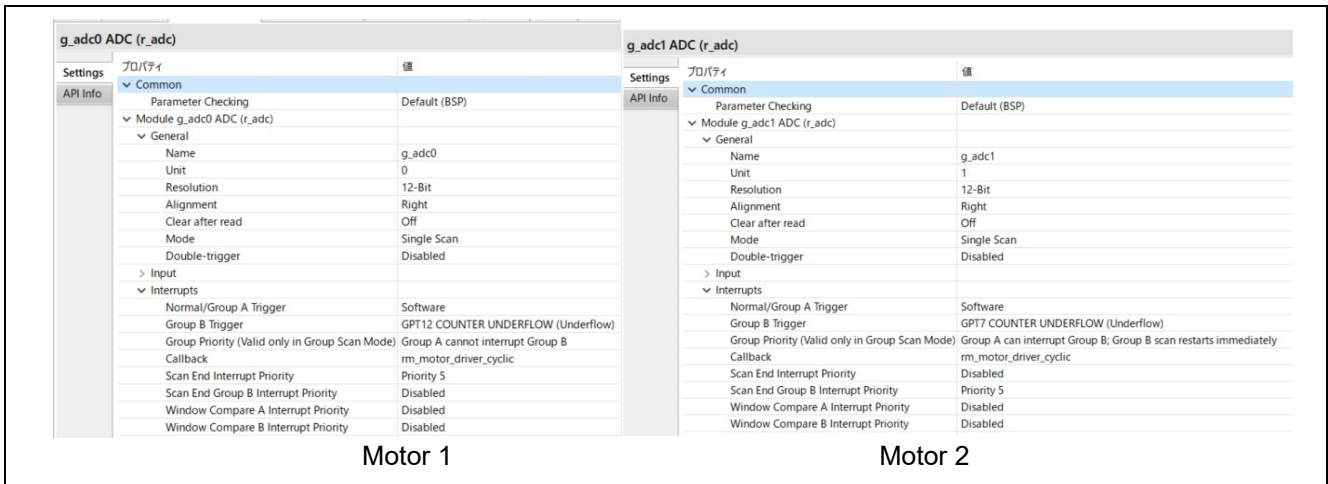 g_adc0 ADC (r_adc)
Settings
API Info
プロパティ 値
Common
Parameter Checking Default (BSP)
Module g_adc0 ADC (r_adc)
General
Name g_adc0
Unit 0
Resolution 12-Bit
Alignment Right
Clear after read Off
Mode Single Scan
Double-trigger Disabled
Input
Interrupts
Normal/Group A Trigger Software
Group B Trigger GPT12 COUNTER UNDERFLOW (Underflow)
Group Priority (Valid only in Group Scan Mode) Group A cannot interrupt Group B
Callback rm_motor_driver_cyclic
Scan End Interrupt Priority Priority 5
Scan End Group B Interrupt Priority Disabled
Window Compare A Interrupt Priority Disabled
Window Compare B Interrupt Priority Disabled
Motor 1
g_adc1 ADC (r_adc)
Settings
API Info
プロパティ 値
Common
Parameter Checking Default (BSP)
Module g_adc1 ADC (r_adc)
General
Name g_adc1
Unit 1
Resolution 12-Bit
Alignment Right
Clear after read Off
Mode Single Scan
Double-trigger Disabled
Input
Interrupts
Normal/Group A Trigger Software
Group B Trigger GPT7 COUNTER UNDERFLOW (Underflow)
Group Priority (Valid only in Group Scan Mode) Group A can interrupt Group B; Group B scan restarts immediately
Callback rm_motor_driver_cyclic
Scan End Interrupt Priority Disabled
Scan End Group B Interrupt Priority Priority 5
Window Compare A Interrupt Priority Disabled
Window Compare B Interrupt Priority Disabled
Motor 2